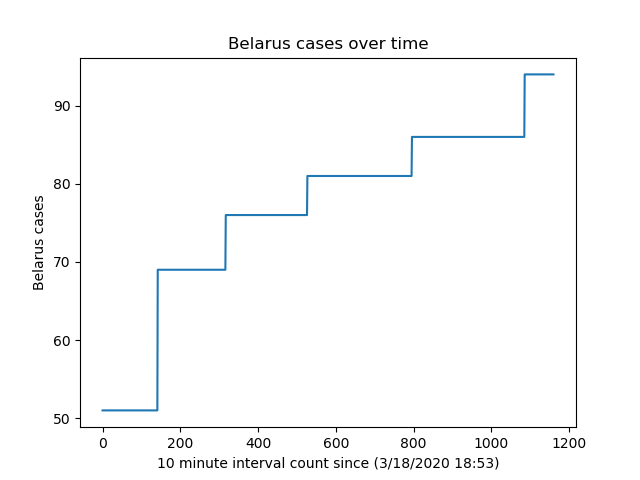 Belarus cases over time
90
80
70
60
50
Belarus cases
0 200 400 600 800 1000 1200
10 minute interval count since (3/18/2020 18:53)